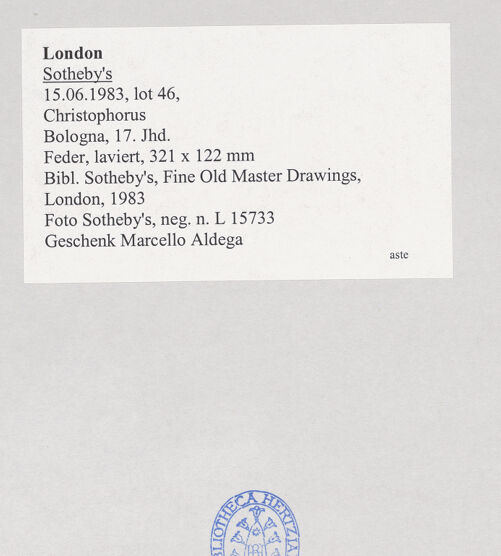 London
Sotheby's
15.06.1983, lot 46,
Christophorus
Bologna, 17. Jhd.
Feder, laviert, 321 x 122 mm
Bibl. Sotheby's, Fine Old Master Drawings,
London, 1983
Foto Sotheby's, neg. n. L 15733
Geschenk Marcello Aldega
aste
BIBLIOTHECA HERTZIA